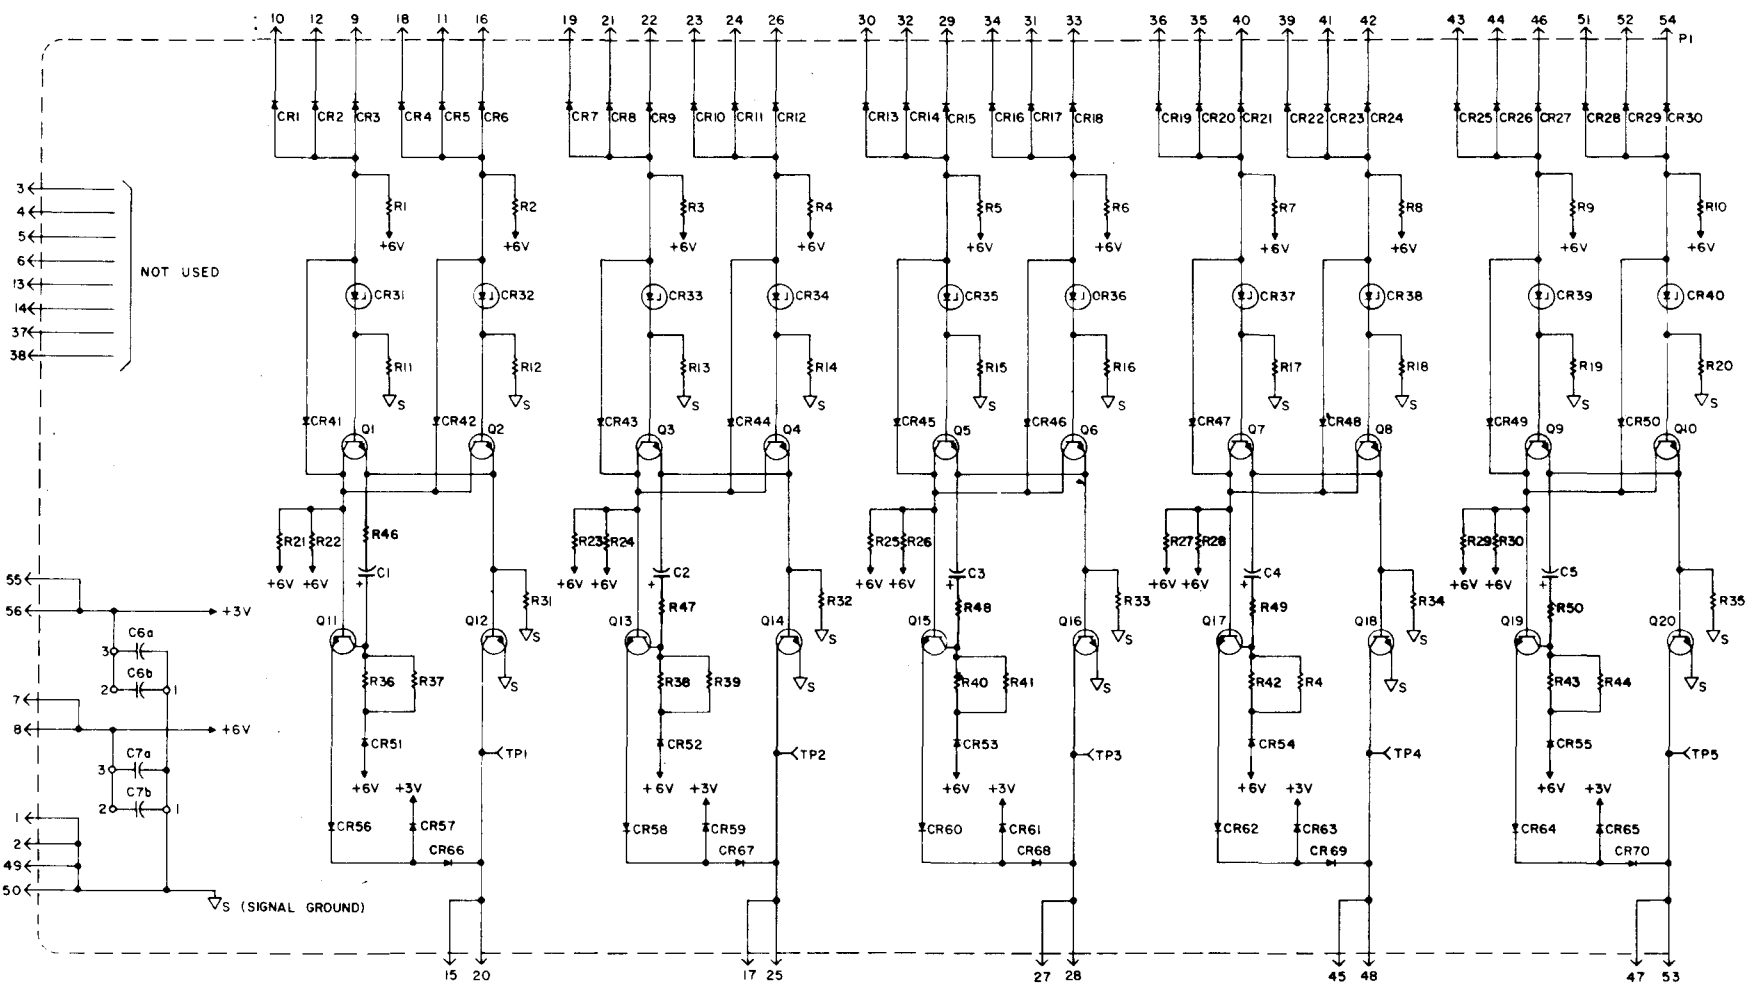 10 12 9 18 11 16 19 21 22 23 24 26 30 32 29 34 31 33 36 35 40 39 41 42 43 44 46 51 52 54
P1
CR1 CR2 CR3 CR4 CR5 CR6 CR7 CR8 CR9 CR10 CR11 CR12 CR13 CR14 CR15 CR16 CR17 CR18 CR19 CR20 CR21 CR22 CR23 CR24 CR25 CR26 CR27 CR28 CR29 CR30
3
4
5
6
13
14
37
38
NOT USED
R1 R2 R3 R4 R5 R6 R7 R8 R9 R10
+6V +6V +6V +6V +6V +6V +6V +6V +6V +6V
CR31 CR32 CR33 CR34 CR35 CR36 CR37 CR38 CR39 CR40
R11 R12 R13 R14 R15 R16 R17 R18 R19 R20
S S S S S S S S S S
CR41 CR42 CR43 CR44 CR45 CR46 CR47 CR48 CR49 CR50
Q1 Q2 Q3 Q4 Q5 Q6 Q7 Q8 Q9 Q10
R21 R22 R46 R23 R24 R25 R26 R27 R28 R29 R30
+6V +6V +6V +6V +6V +6V +6V +6V +6V +6V
C1 C2 C3 C4 C5
+ + + + +
R31 R47 R32 R48 R33 R49 R34 R50 R35
S S S S S
Q11 Q12 Q13 Q14 Q15 Q16 Q17 Q18 Q19 Q20
R36 R37 R38 R39 R40 R41 R42 R4 R43 R44
S S S S S
CR51 CR52 CR53 CR54 CR55
TP1 TP2 TP3 TP4 TP5
+6V +3V +6V +3V +6V +3V +6V +3V +6V +3V
CR56 CR57 CR58 CR59 CR60 CR61 CR62 CR63 CR64 CR65
CR66 CR67 CR68 CR69 CR70
55
56
+3V
C6a
3
C6b
2 1
7
8
+6V
C7a
3
C7b
2 1
1
2
49
50
S (SIGNAL GROUND)
15 20 17 25 27 28 45 48 47 53